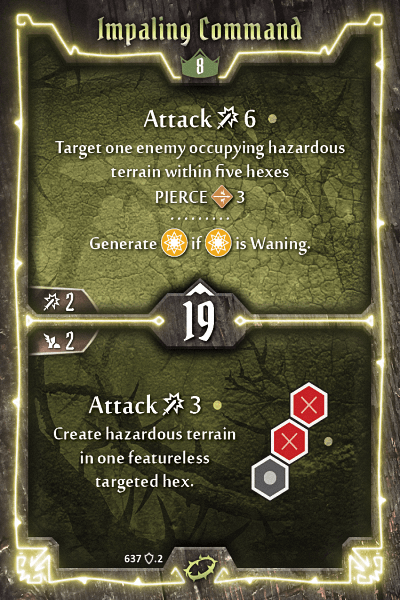 Impaling Command
8
Attack 6
Target one enemy occupying hazardous
terrain within five hexes
PIERCE 3
Generate if is Waning.
2
19
2
Attack 3
Create hazardous terrain
in one featureless
targeted hex.
637 .2